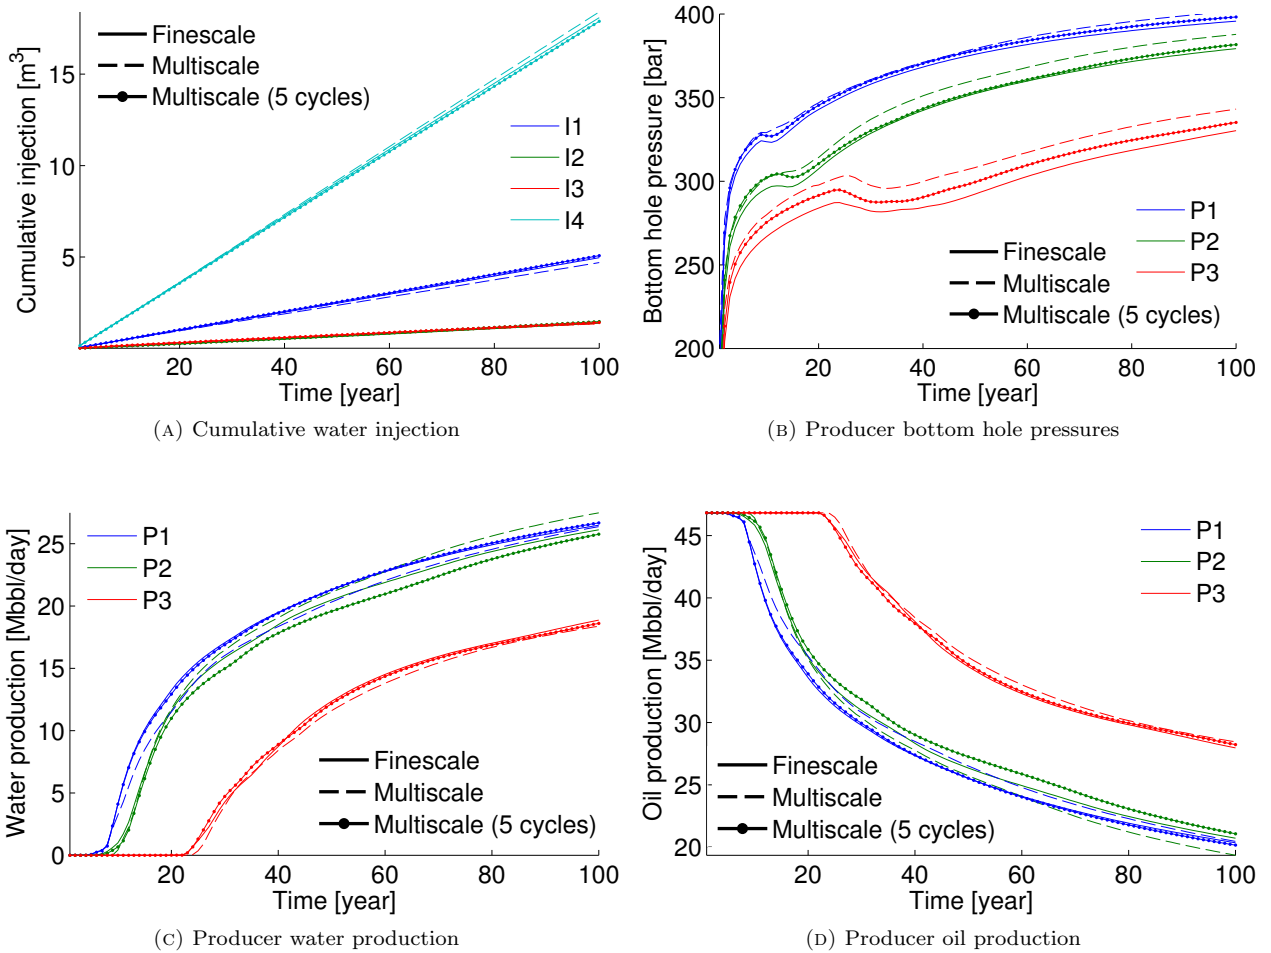 Cumulative injection [m3]
15
10
5
20
40
60
80
100
Time [year]
Finescale
Multiscale
Multiscale (5 cycles)
I1
I2
I3
I4
(A) Cumulative water injection
Bottom hole pressure [bar]
400
350
300
250
200
20
40
60
80
100
Time [year]
P1
P2
P3
Finescale
Multiscale
Multiscale (5 cycles)
(B) Producer bottom hole pressures
Water production [Mbbl/day]
25
20
15
10
5
0
20
40
60
80
100
Time [year]
P1
P2
P3
Finescale
Multiscale
Multiscale (5 cycles)
(C) Producer water production
Oil production [Mbbl/day]
45
40
35
30
25
20
20
40
60
80
100
Time [year]
P1
P2
P3
Finescale
Multiscale
Multiscale (5 cycles)
(D) Producer oil production